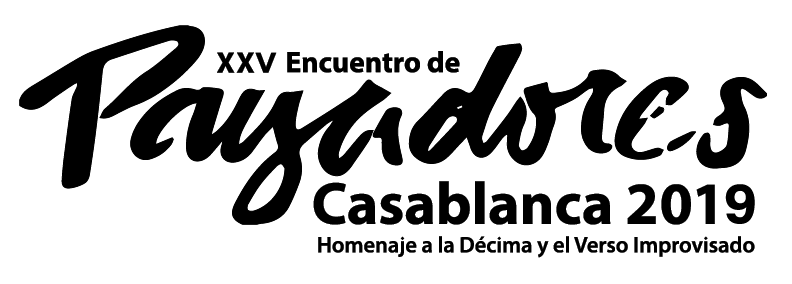 XXV Encuentro de
Payadores
Casablanca 2019
Homenaje a la Décima y el Verso Improvisado